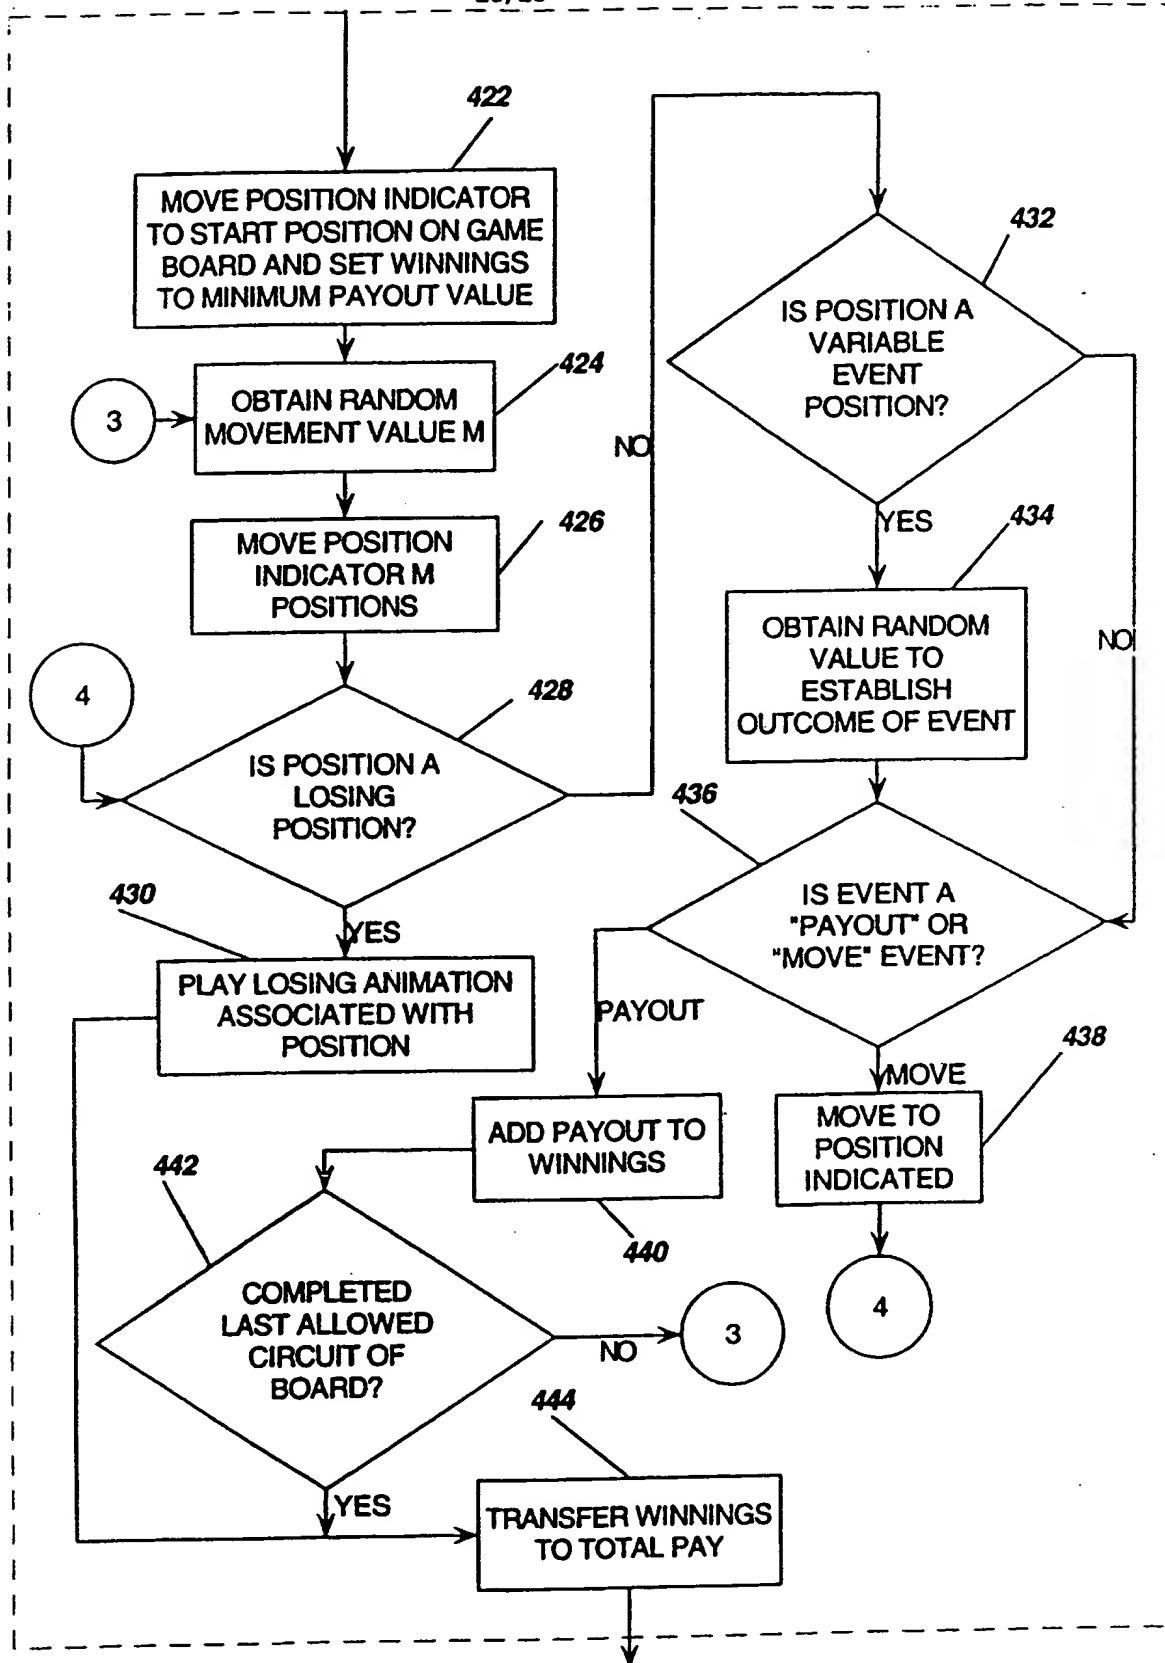 422
MOVE POSITION INDICATOR
TO START POSITION ON GAME
BOARD AND SET WINNINGS
TO MINIMUM PAYOUT VALUE
424
3
OBTAIN RANDOM
MOVEMENT VALUE M
426
MOVE POSITION
INDICATOR M
POSITIONS
4
428
IS POSITION A
LOSING
POSITION?
NO
430
YES
PLAY LOSING ANIMATION
ASSOCIATED WITH
POSITION
432
IS POSITION A
VARIABLE
EVENT
POSITION?
YES
NO
434
OBTAIN RANDOM
VALUE TO
ESTABLISH
OUTCOME OF EVENT
436
IS EVENT A
"PAYOUT" OR
"MOVE" EVENT?
PAYOUT
MOVE
438
MOVE TO
POSITION
INDICATED
4
ADD PAYOUT TO
WINNINGS
440
442
COMPLETED
LAST ALLOWED
CIRCUIT OF
BOARD?
NO
3
YES
444
TRANSFER WINNINGS
TO TOTAL PAY